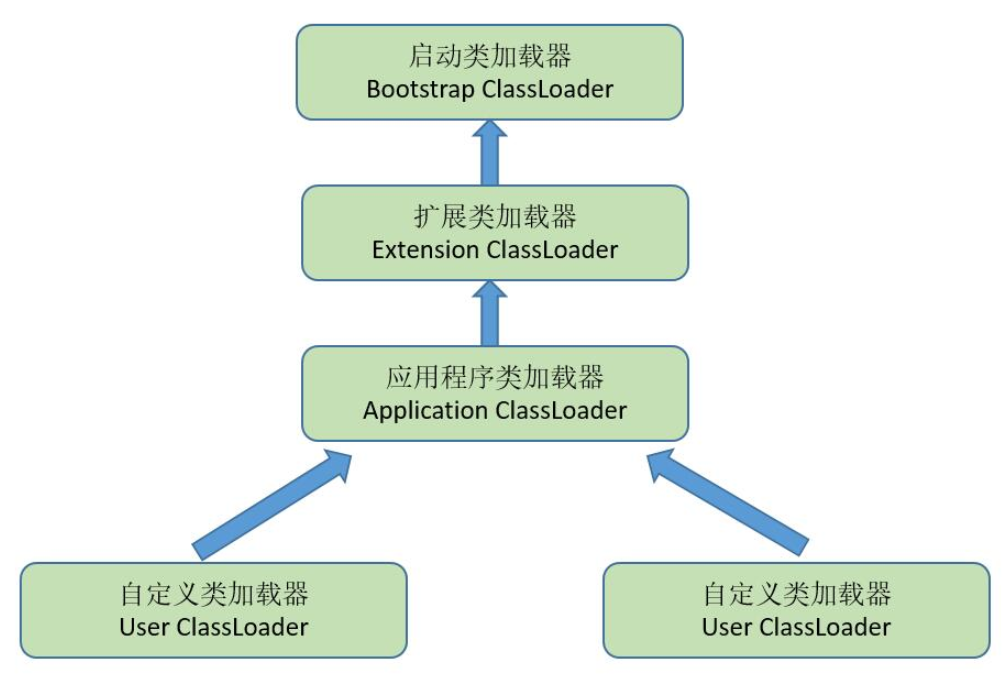 启动类加载器
Bootstrap ClassLoader
扩展类加载器
Extension ClassLoader
应用程序类加载器
Application ClassLoader
自定义类加载器
User ClassLoader
自定义类加载器
User ClassLoader